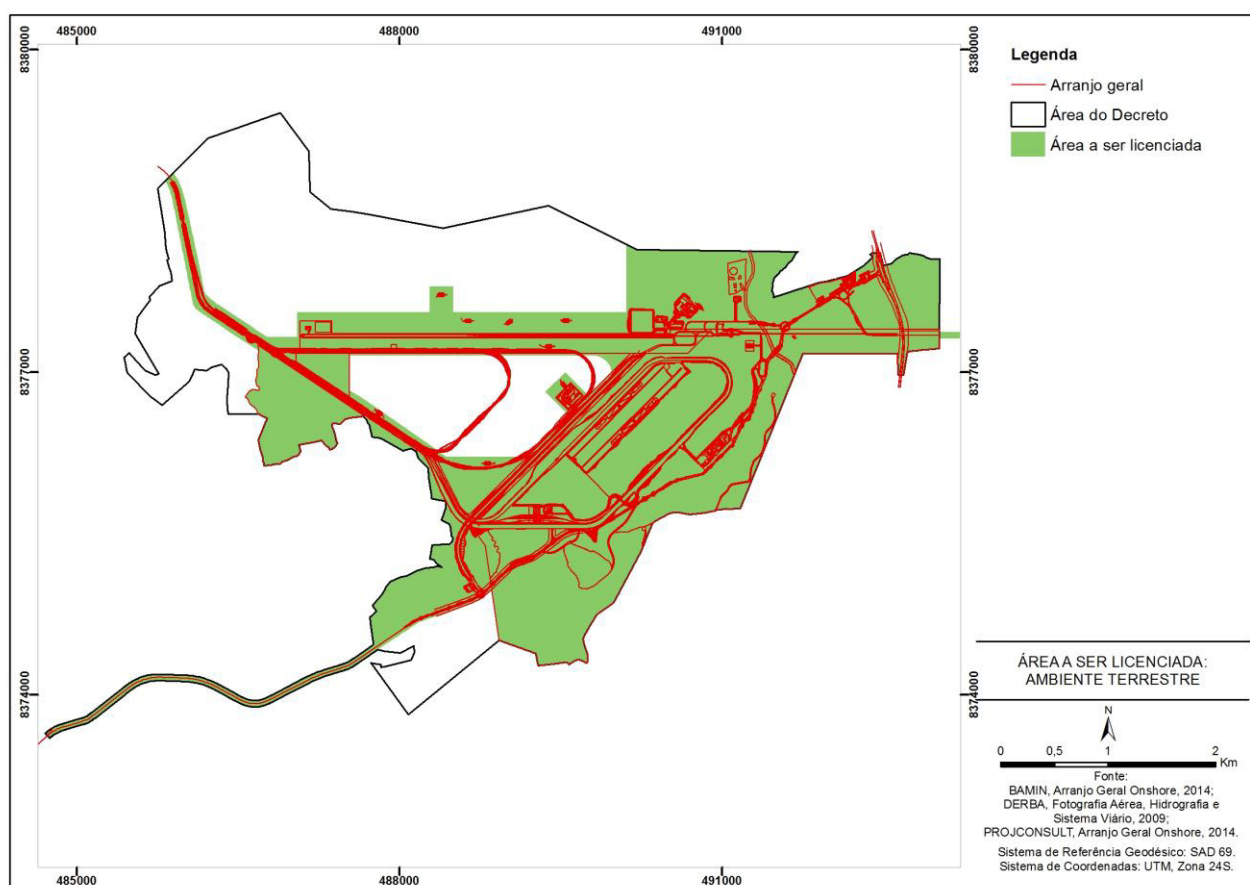 485000
488000
491000
8380000
8380000
Legenda
Arranjo geral
Área do Decreto
Área a ser licenciada
8377000
8377000
8374000
8374000
ÁREA A SER LICENCIADA:
AMBIENTE TERRESTRE
N
0 0,5 1 2
Km
Fonte:
BAMIN, Arranjo Geral Onshore, 2014;
DERBA, Fotografia Aérea, Hidrografia e
Sistema Viário, 2009;
PROJCONSULT, Arranjo Geral Onshore, 2014.
Sistema de Referência Geodésico: SAD 69.
Sistema de Coordenadas: UTM, Zona 24S.
485000
488000
491000